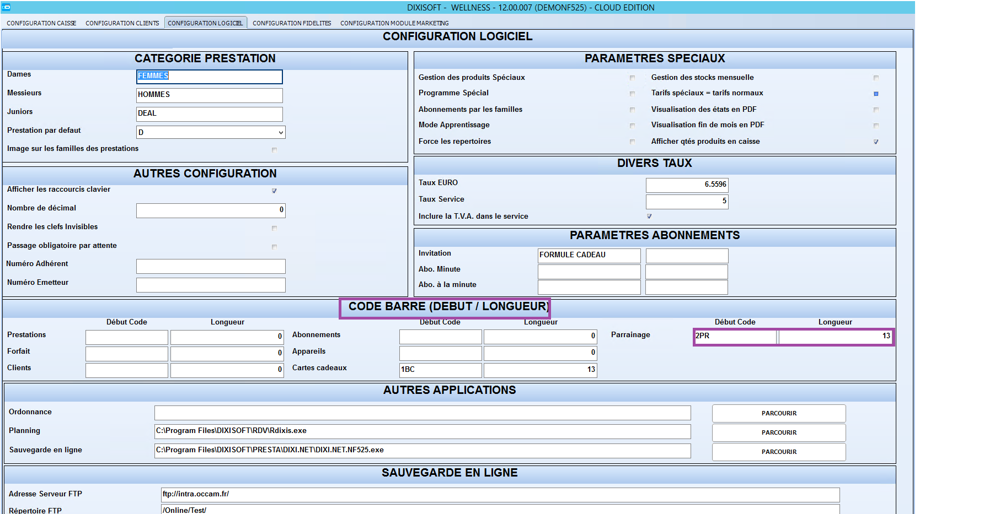 DIXISOFT - WELLNESS - 12.00.007 (DEMONF525) - CLOUD EDITION
CONFIGURATION CAISSE CONFIGURATION CLIENTS CONFIGURATION LOGICIEL CONFIGURATION FIDELITES CONFIGURATION MODULE MARKETING
CONFIGURATION LOGICIEL
CATEGORIE PRESTATION
Dames FEMMES
Messieurs HOMMES
Juniors DEAL
Prestation par defaut D
Image sur les familles des prestations
AUTRES CONFIGURATION
Afficher les raccourcis clavier
Nombre de décimal 0
Rendre les clefs Invisibles
Passage obligatoire par attente
Numéro Adhérent
Numéro Emetteur
PARAMETRES SPECIAUX
Gestion des produits Spéciaux Gestion des stocks mensuelle
Programme Spécial Tarifs spéciaux = tarifs normaux
Abonnements par les familles Visualisation des états en PDF
Mode Apprentissage Visualisation fin de mois en PDF
Force les repertoires Afficher qtés produits en caisse
DIVERS TAUX
Taux EURO 6.5596
Taux Service 5
Inclure la T.V.A. dans le service
PARAMETRES ABONNEMENTS
Invitation FORMULE CADEAU
Abo. Minute
Abo. à la minute
CODE BARRE (DEBUT / LONGUEUR)
Début Code Longueur Début Code Longueur Début Code Longueur
Prestations 0 Abonnements 0 Parrainage 2PR 13
Forfait 0 Appareils 0
Clients 0 Cartes cadeaux 1BC 13
AUTRES APPLICATIONS
Ordonnance PARCOURIR
Planning C:\Program Files\DIXISOFT\RDV\Rdixis.exe PARCOURIR
Sauvegarde en ligne C:\Program Files\DIXISOFT\PRESTA\DIXI.NET\DIXI.NET.NF525.exe PARCOURIR
SAUVEGARDE EN LIGNE
Adresse Serveur FTP ftp://intra.occam.fr/
Répertoire FTP /Online/Test/